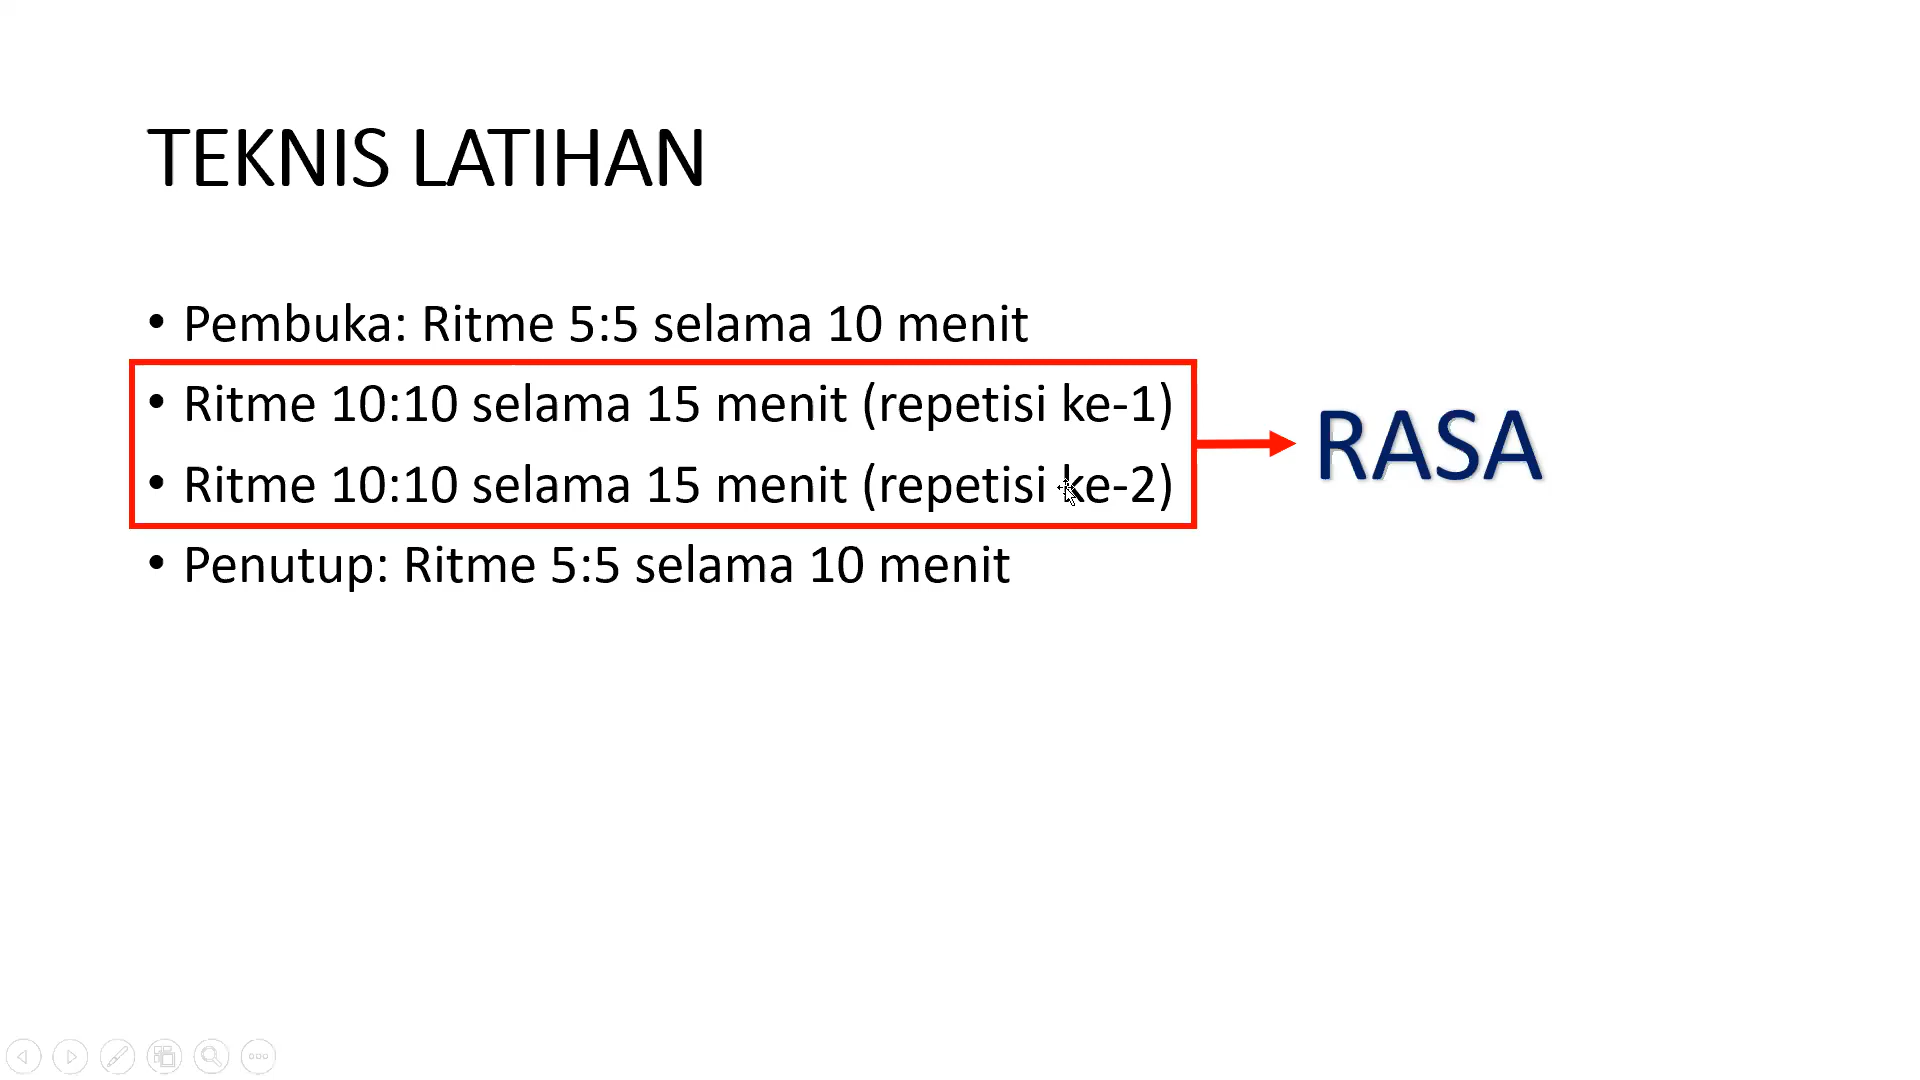 TEKNIS LATIHAN
• Pembuka: Ritme 5:5 selama 10 menit
• Ritme 10:10 selama 15 menit (repetisi ke-1)
• Ritme 10:10 selama 15 menit (repetisi ke-2)
RASA
• Penutup: Ritme 5:5 selama 10 menit